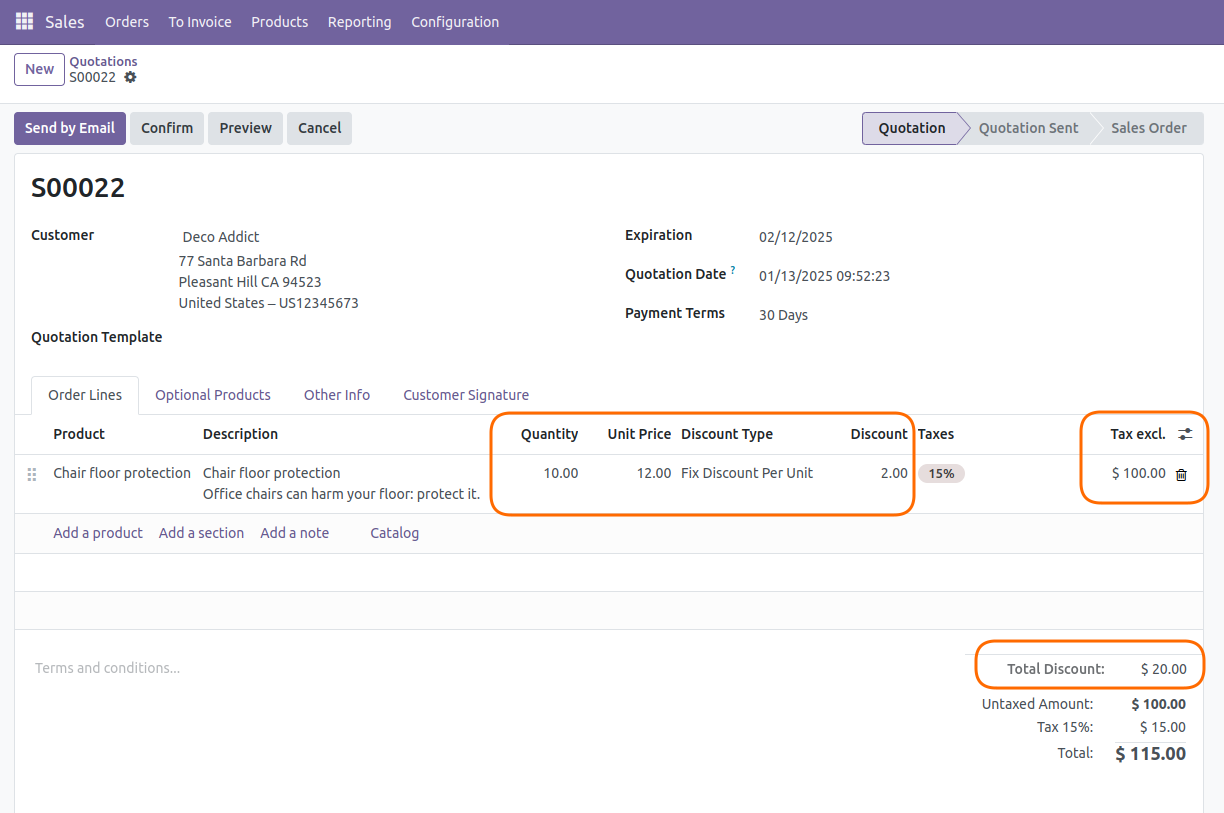 Sales Orders To Invoice Products Reporting Configuration
New Quotations
S00022
Send by Email Confirm Preview Cancel Quotation Quotation Sent Sales Order
S00022
Customer Deco Addict
77 Santa Barbara Rd
Pleasant Hill CA 94523
United States – US12345673
Quotation Template
Expiration 02/12/2025
Quotation Date ? 01/13/2025 09:52:23
Payment Terms 30 Days
Order Lines Optional Products Other Info Customer Signature
Product Description Quantity Unit Price Discount Type Discount Taxes Tax excl.
Chair floor protection Chair floor protection 10.00 12.00 Fix Discount Per Unit 2.00 15% $ 100.00
Office chairs can harm your floor: protect it.
Add a product Add a section Add a note Catalog
Terms and conditions...
Total Discount: $ 20.00
Untaxed Amount: $ 100.00
Tax 15%: $ 15.00
Total: $ 115.00